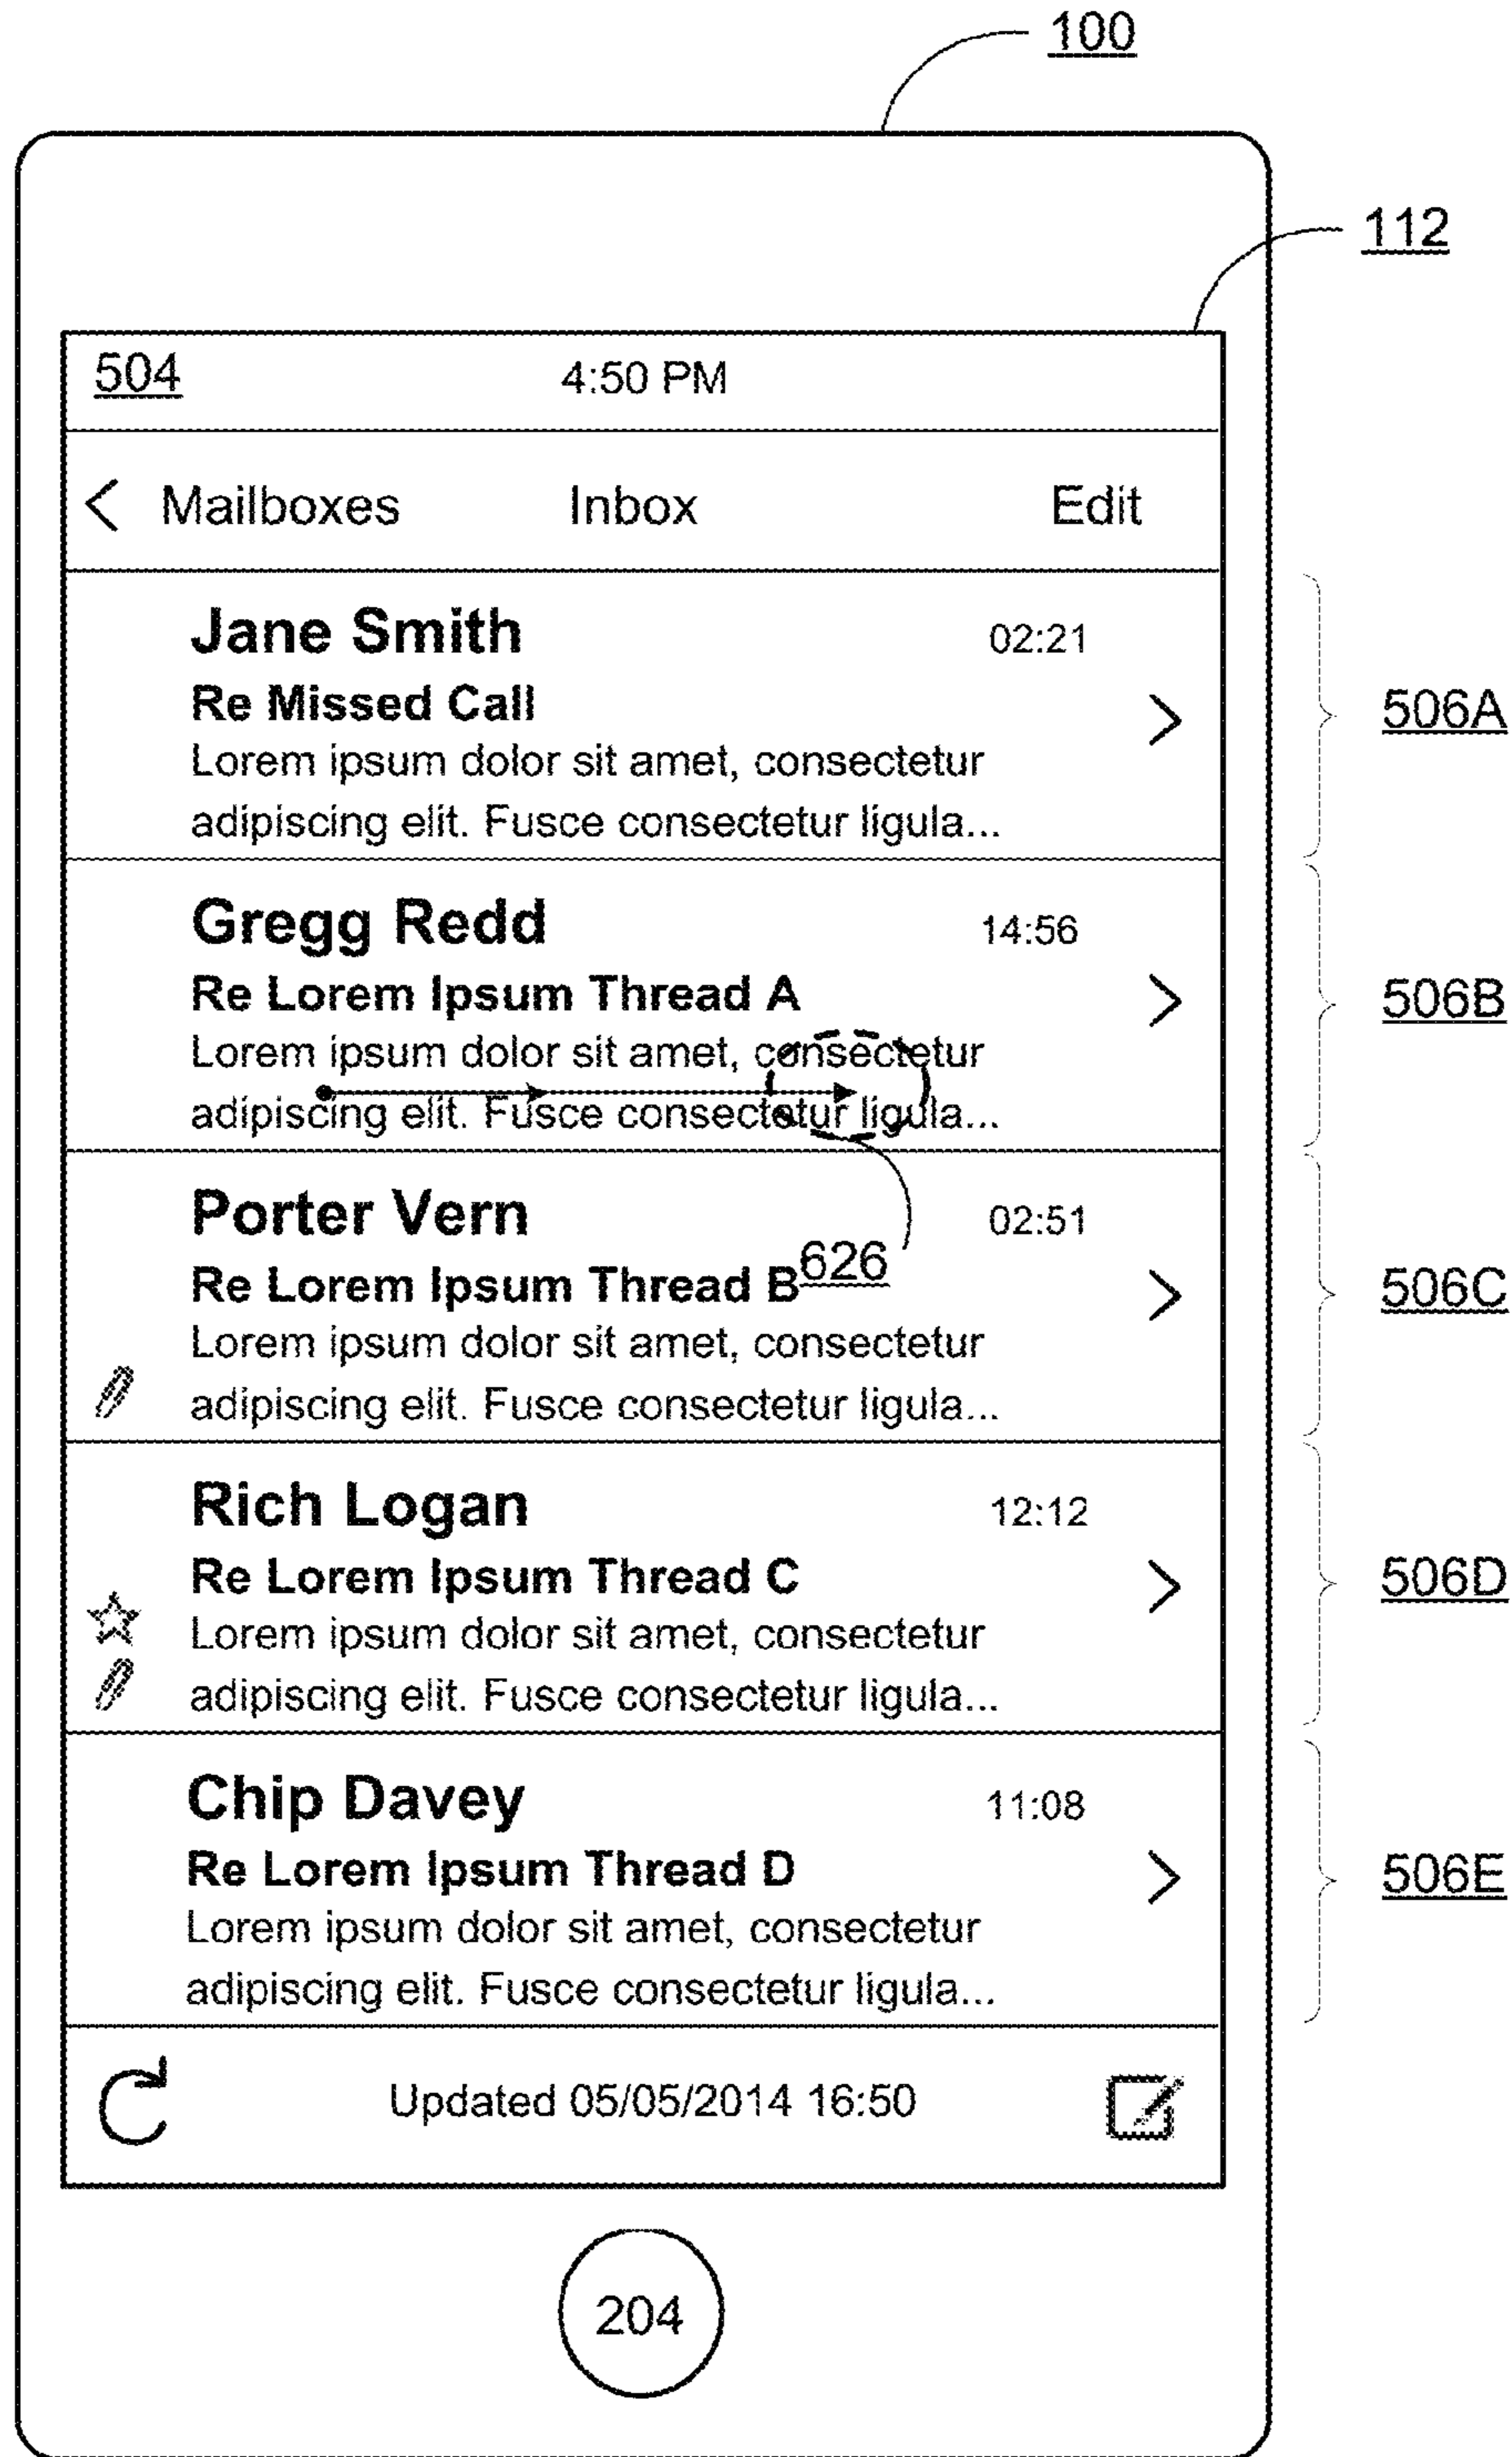 100
112
504 4:50 PM
< Mailboxes Inbox Edit
Jane Smith 02:21
Re Missed Call
506A
Lorem ipsum dolor sit amet, consectetur
adipiscing elit. Fusce consectetur ligula...
Gregg Redd 14:56
Re Lorem Ipsum Thread A
506B
Lorem ipsum dolor sit amet, consectetur
adipiscing elit. Fusce consectetur ligula...
Porter Vern 02:51
626
Re Lorem Ipsum Thread B
506C
Lorem ipsum dolor sit amet, consectetur
adipiscing elit. Fusce consectetur ligula...
Rich Logan 12:12
Re Lorem Ipsum Thread C
506D
Lorem ipsum dolor sit amet, consectetur
adipiscing elit. Fusce consectetur ligula...
Chip Davey 11:08
Re Lorem Ipsum Thread D
506E
Lorem ipsum dolor sit amet, consectetur
adipiscing elit. Fusce consectetur ligula...
Updated 05/05/2014 16:50
204